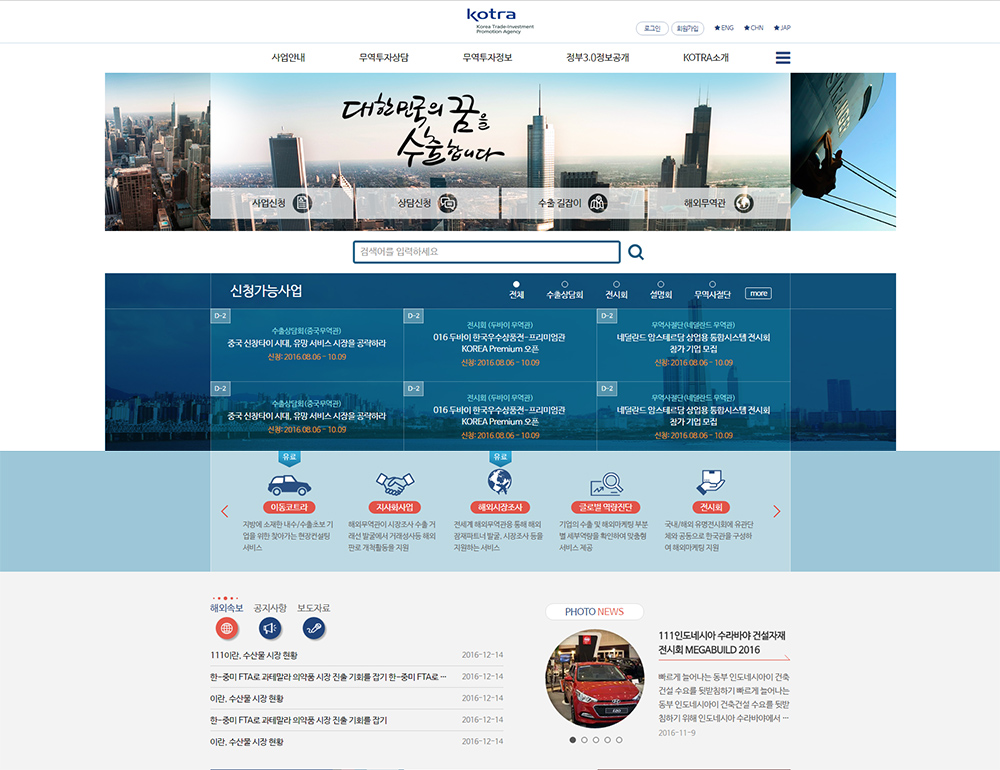 kotra
Korea Trade-Investment
Promotion Agency
로그인 회원가입 ★ENG ★CHN ★JAP
사업안내 무역투자상담 무역투자정보 정부3.0정보공개 KOTRA소개
대한민국의 꿈을
수출합니다
사업신청 상담신청 수출 길잡이 해외무역관
검색어를 입력하세요
신청가능사업
전체 수출상담회 전시회 설명회 무역사절단 more
D-2
수출상담회(중국무역관)
중국 신창타이 시대, 유망 서비스 시장을 공략하라
신청: 2016.08.06 - 10.09
D-2
전시회 (두바이 무역관)
016 두바이 한국우수상품전-프리미엄관
KOREA Premium 오픈
신청: 2016.08.06 - 10.09
D-2
무역사절단 (네덜란드 무역관)
네덜란드 암스테르담 상업용 통합시스템 전시회
참가 기업 모집
신청: 2016.08.06 - 10.09
D-2
수출상담회(중국무역관)
중국 신창타이 시대, 유망 서비스 시장을 공략하라
신청: 2016.08.06 - 10.09
D-2
전시회 (두바이 무역관)
016 두바이 한국우수상품전-프리미엄관
KOREA Premium 오픈
신청: 2016.08.06 - 10.09
D-2
무역사절단 (네덜란드 무역관)
네덜란드 암스테르담 상업용 통합시스템 전시회
참가 기업 모집
신청: 2016.08.06 - 10.09
유료
이동코트라
지방에 소재한 내수/수출초보 기
업을 위한 찾아가는 현장컨설팅
서비스
지사화사업
해외무역관이 시장조사 수출 거
래선 발굴에서 거래성사등 해외
판로 개척활동을 지원
유료
해외시장조사
전세계 해외무역관을 통해 해외
잠재파트너 발굴, 시장조사 등을
지원하는 서비스
글로벌 역량진단
기업의 수출 및 해외마케팅 부문
별 세부역량을 확인하여 맞춤형
서비스 제공
전시회
국내/해외 유명전시회에 유관단
체와 공동으로 한국관을 구성하
여 해외마케팅 지원
해외속보 공지사항 보도자료
111이란, 수산물 시장 현황 2016-12-14
한-중미 FTA로 과테말라 의약품 시장 진출 기회를 잡기 한-중미 FTA로 ··· 2016-12-14
이란, 수산물 시장 현황 2016-12-14
한-중미 FTA로 과테말라 의약품 시장 진출 기회를 잡기 2016-12-14
이란, 수산물 시장 현황 2016-12-14
PHOTO NEWS
111인도네시아 수라바야 건설자재
전시회 MEGABUILD 2016
빠르게 늘어나는 동부 인도네시아이 건축
건설 수요를 뒷받침하기 빠르게 늘어나는
동부 인도네시아이 건축건설 수요를 뒷받
침하기 위해 인도네시아 수라바야에서 ···
2016-11-9